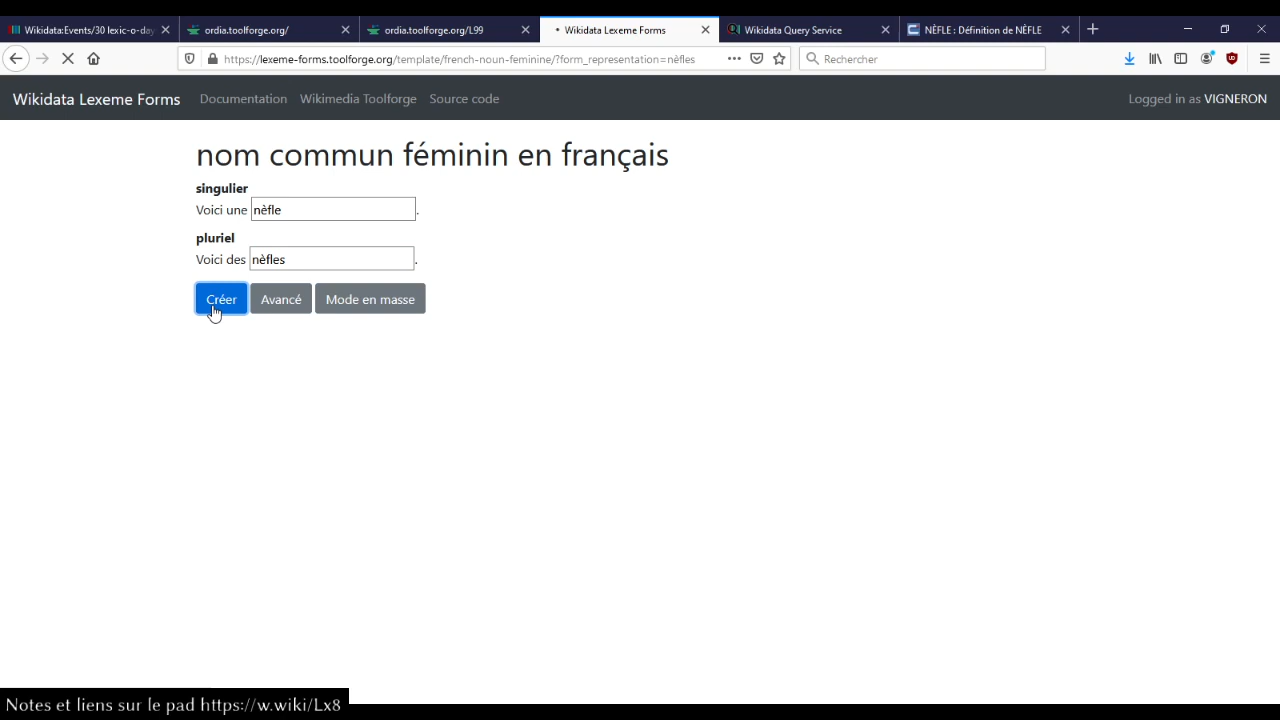 Wikidata:Events/30 lexic-o-day
ordia.toolforge.org/
ordia.toolforge.org/L99
Wikidata Lexeme Forms
Wikidata Query Service
NÈFLE : Définition de NÈFLE
https://lexeme-forms.toolforge.org/template/french-noun-feminine/?form_representation=nèfles
Rechercher
Wikidata Lexeme Forms Documentation Wikimedia Toolforge Source code Logged in as VIGNERON
nom commun féminin en français
singulier
Voici une nèfle.
pluriel
Voici des nèfles.
Créer Avancé Mode en masse
Notes et liens sur le pad https://w.wiki/Lx8